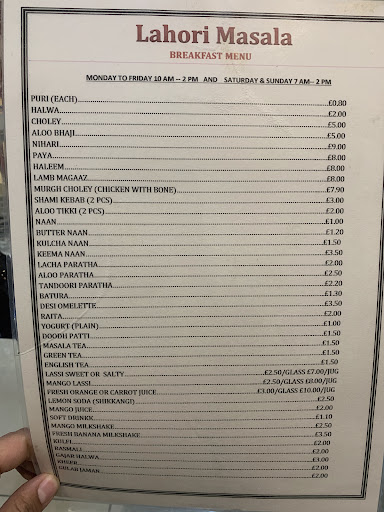 Lahori Masala
BREAKFAST MENU
MONDAY TO FRIDAY 10 AM -- 2 PM AND SATURDAY & SUNDAY 7 AM-- 2 PM
PURI (EACH)...£0.80
HALWA...£2.00
CHOLEY...£5.00
ALOO BHAJI...£5.00
NIHARI...£9.00
PAYA...£8.00
HALEEM...£8.00
LAMB MAGAAZ...£8.00
MURGH CHOLEY (CHICKEN WITH BONE)...£7.90
SHAMI KEBAB (2 PCS)...£3.00
ALOO TIKKI (2 PCS)...£2.00
NAAN...£1.00
BUTTER NAAN...£1.20
KULCHA NAAN...£1.50
KEEMA NAAN...£3.50
LACHA PARATHA...£2.00
ALOO PARATHA...£2.50
TANDOORI PARATHA...£2.20
BATURA...£1.30
DESI OMELETTE...£3.50
RAITA...£2.00
YOGURT (PLAIN)...£1.00
DOODH PATTI...£1.50
MASALA TEA...£1.50
GREEN TEA...£1.50
ENGLISH TEA...£1.50
LASSI SWEET OR SALTY...£2.50/GLASS £7.00/JUG
MANGO LASSI...£2.50/GLASS £8.00/JUG
FRESH ORANGE OR CARROT JUICE...£3.00/GLASS £10.00/JUG
LEMON SODA (SHIKKANGI)...£2.50
MANGO JUICE...£2.00
SOFT DRINKK...£1.10
MANGO MILKSHAKE...£2.50
FRESH BANANA MILKSHAKE...£3.50
KULFI...£2.00
RASMALI...£2.00
GAJAR HALWA...£3.00
KHEER...£2.00
GULAB JAMAN...£2.00